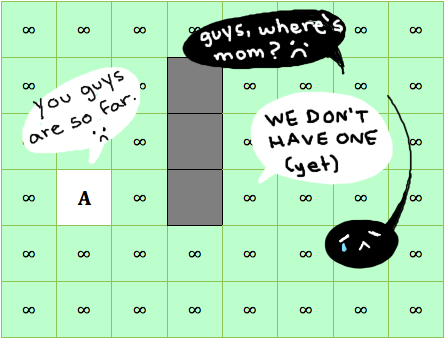 ∞ ∞ ∞ ∞ guys, where's ∞ ∞
mom?
∞ ∞ ∞ ∞ ∞ ∞ ∞
you guys
are so far.
WE DON'T
HAVE ONE
(yet)
∞ ∞
∞ A ∞ ∞ ∞ ∞ ∞
∞ ∞ ∞ ∞ ∞ ∞ ∞
∞ ∞ ∞ ∞ ∞ ∞ ∞ ∞